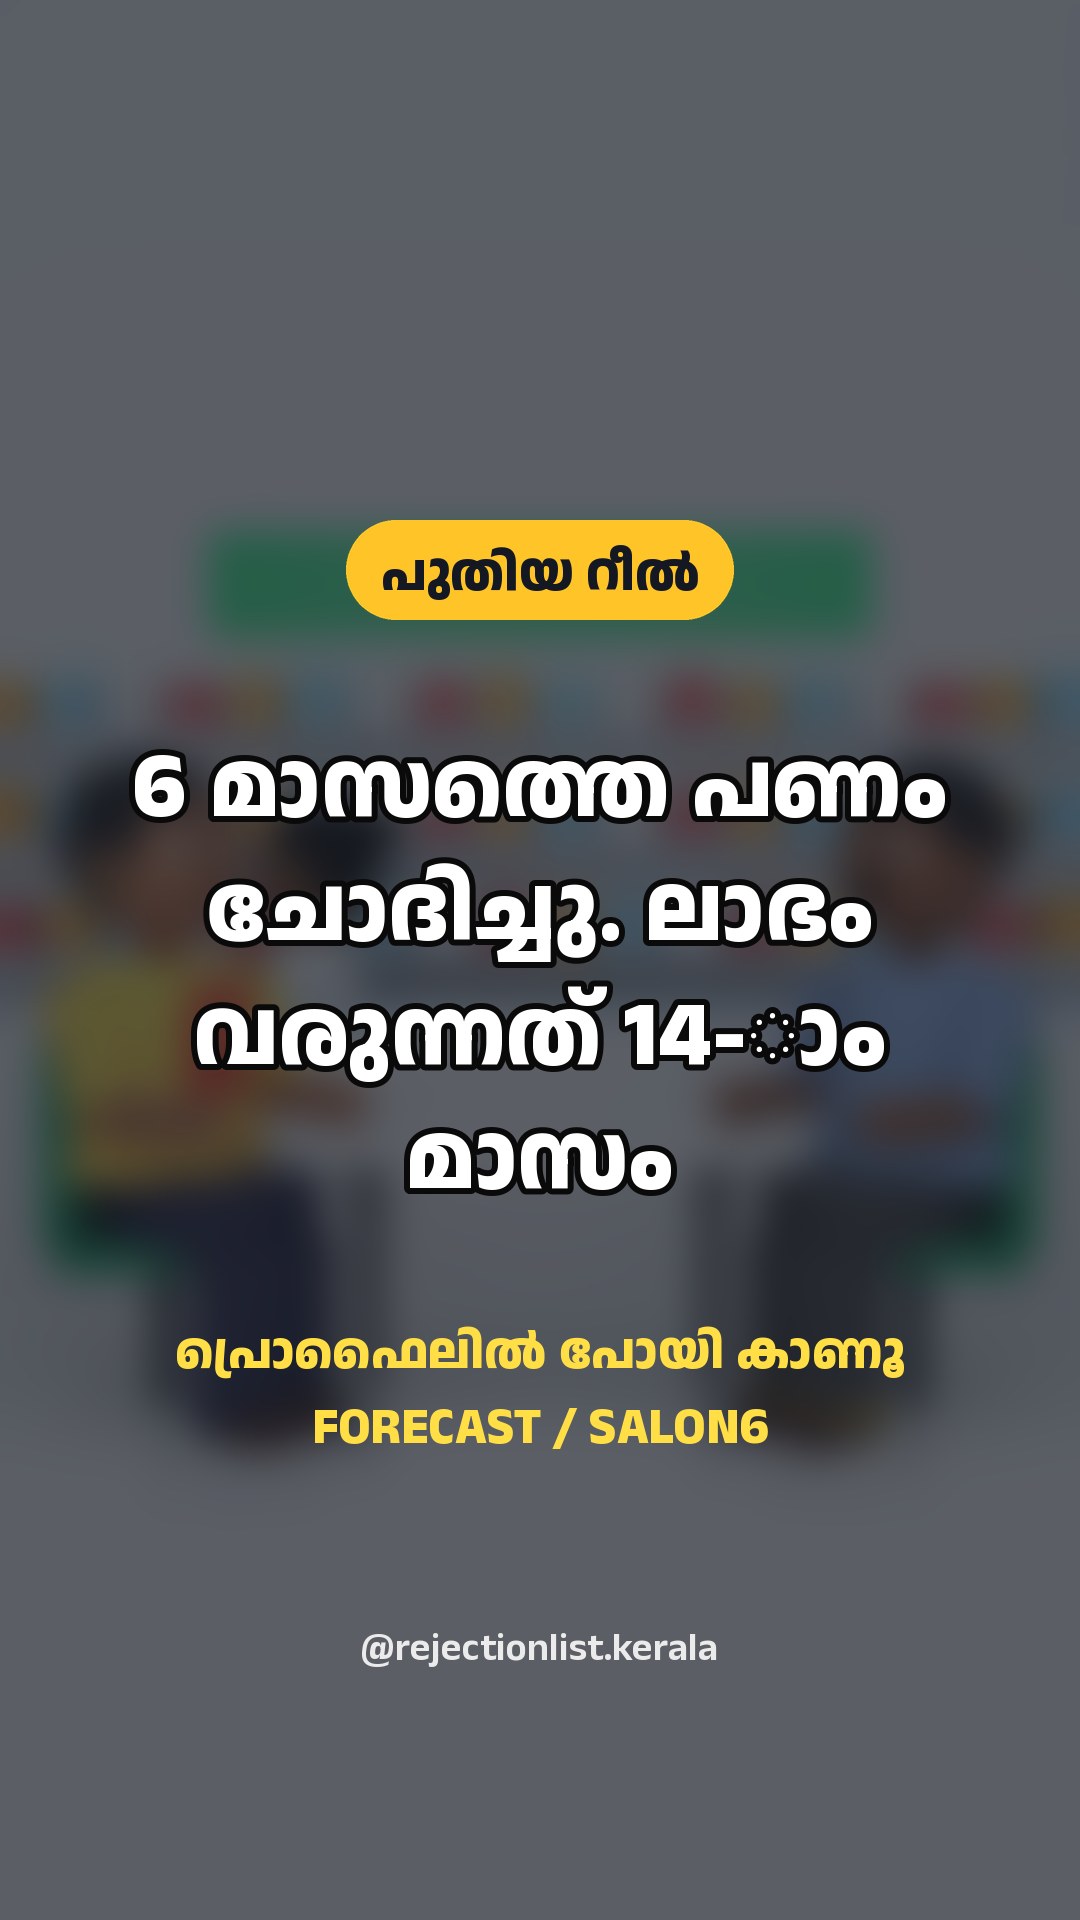 പുതിയ റീൽ
6 മാസത്തെ പണം
ചോദിച്ചു. ലാഭം
വരുന്നത് 14-ാം
മാസം
പ്രൊഫൈലിൽ പോയി കാണൂ
FORECAST / SALON6
@rejectionlist.kerala